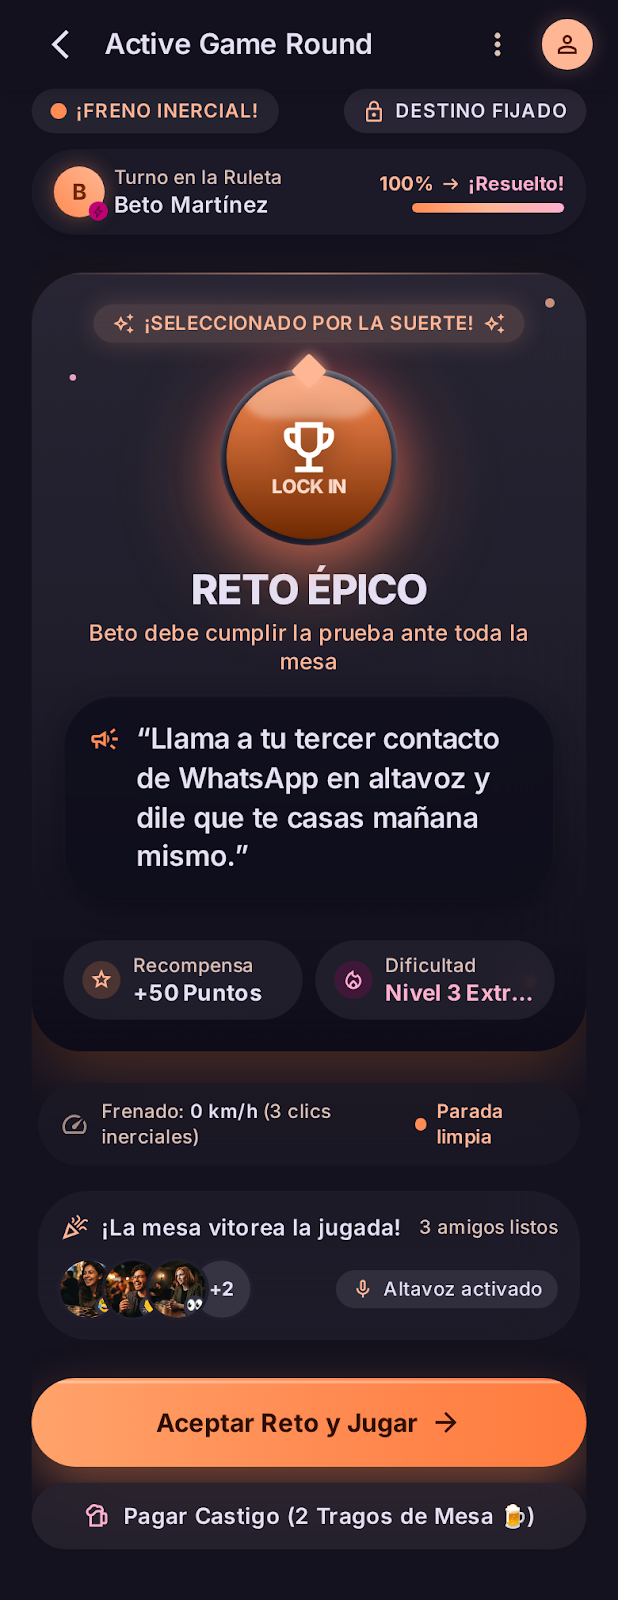 Active Game Round
¡FRENO INERCIAL!
DESTINO FIJADO
B
Turno en la Ruleta
Beto Martínez
100% → ¡Resuelto!
¡SELECCIONADO POR LA SUERTE!
LOCK IN
RETO ÉPICO
Beto debe cumplir la prueba ante toda la
mesa
“Llama a tu tercer contacto
de WhatsApp en altavoz y
dile que te casas mañana
mismo.”
Recompensa
+50 Puntos
Dificultad
Nivel 3 Extr...
Frenado: 0 km/h (3 clics
inerciales)
Parada
limpia
¡La mesa vitorea la jugada!
3 amigos listos
+2
Altavoz activado
Aceptar Reto y Jugar →
Pagar Castigo (2 Tragos de Mesa 🍺)